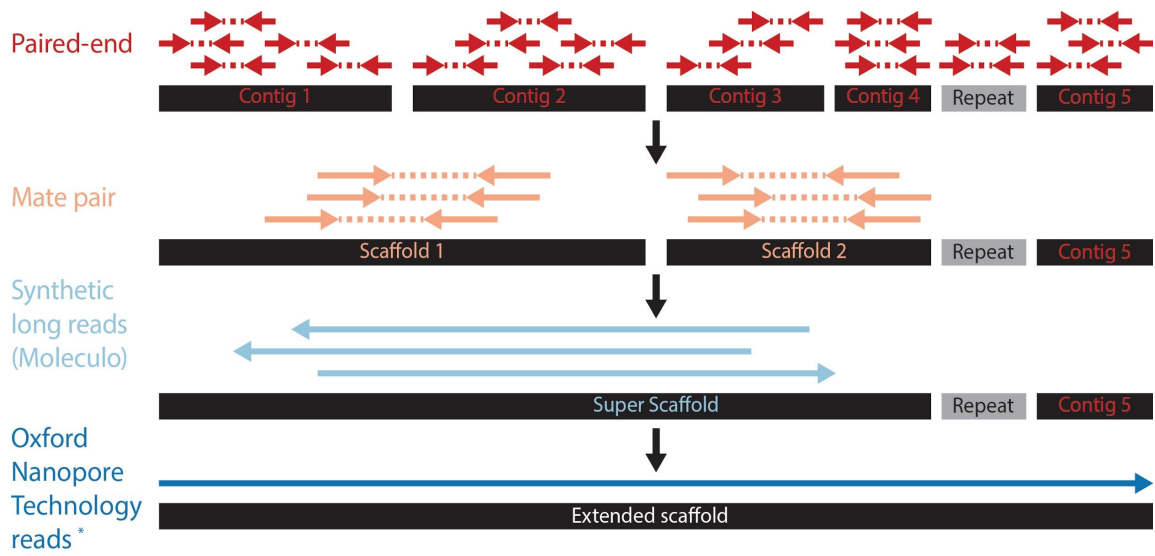 Paired-end
Contig 1 Contig 2 Contig 3 Contig 4 Repeat Contig 5
Mate pair
Scaffold 1 Scaffold 2 Repeat Contig 5
Synthetic
long reads
(Moleculo)
Super Scaffold Repeat Contig 5
Oxford
Nanopore
Technology
reads *
Extended scaffold